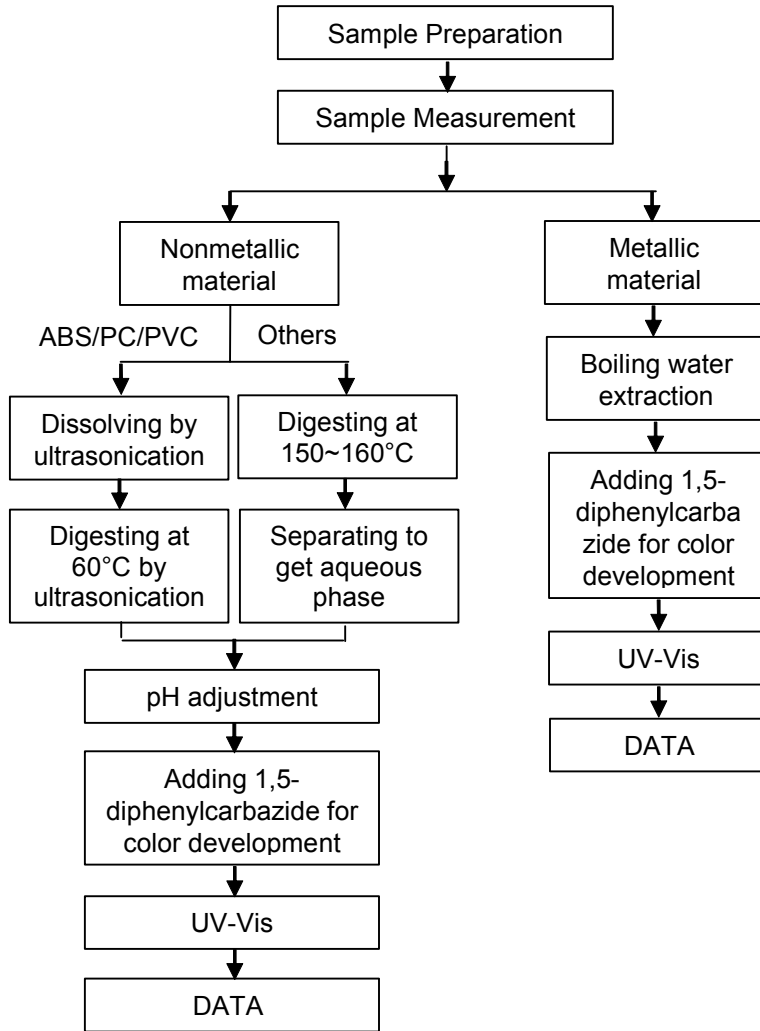 Sample Preparation
Sample Measurement
Nonmetallic
material
ABS/PC/PVC
Others
Dissolving by
ultrasonication
Digesting at
150~160°C
Digesting at
60°C by
ultrasonication
Separating to
get aqueous
phase
pH adjustment
Adding 1,5-
diphenylcarbazide for
color development
UV-Vis
DATA
Metallic
material
Boiling water
extraction
Adding 1,5-
diphenylcarba
zide for color
development
UV-Vis
DATA